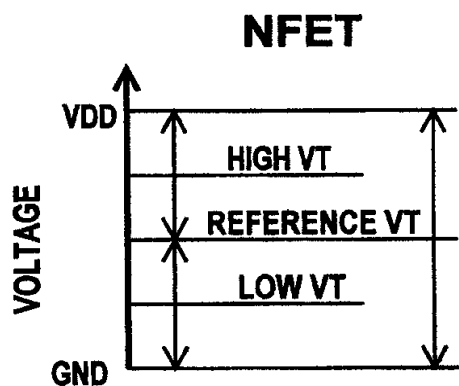 NFET
VDD
HIGH VT
REFERENCE VT
LOW VT
GND
VOLTAGE